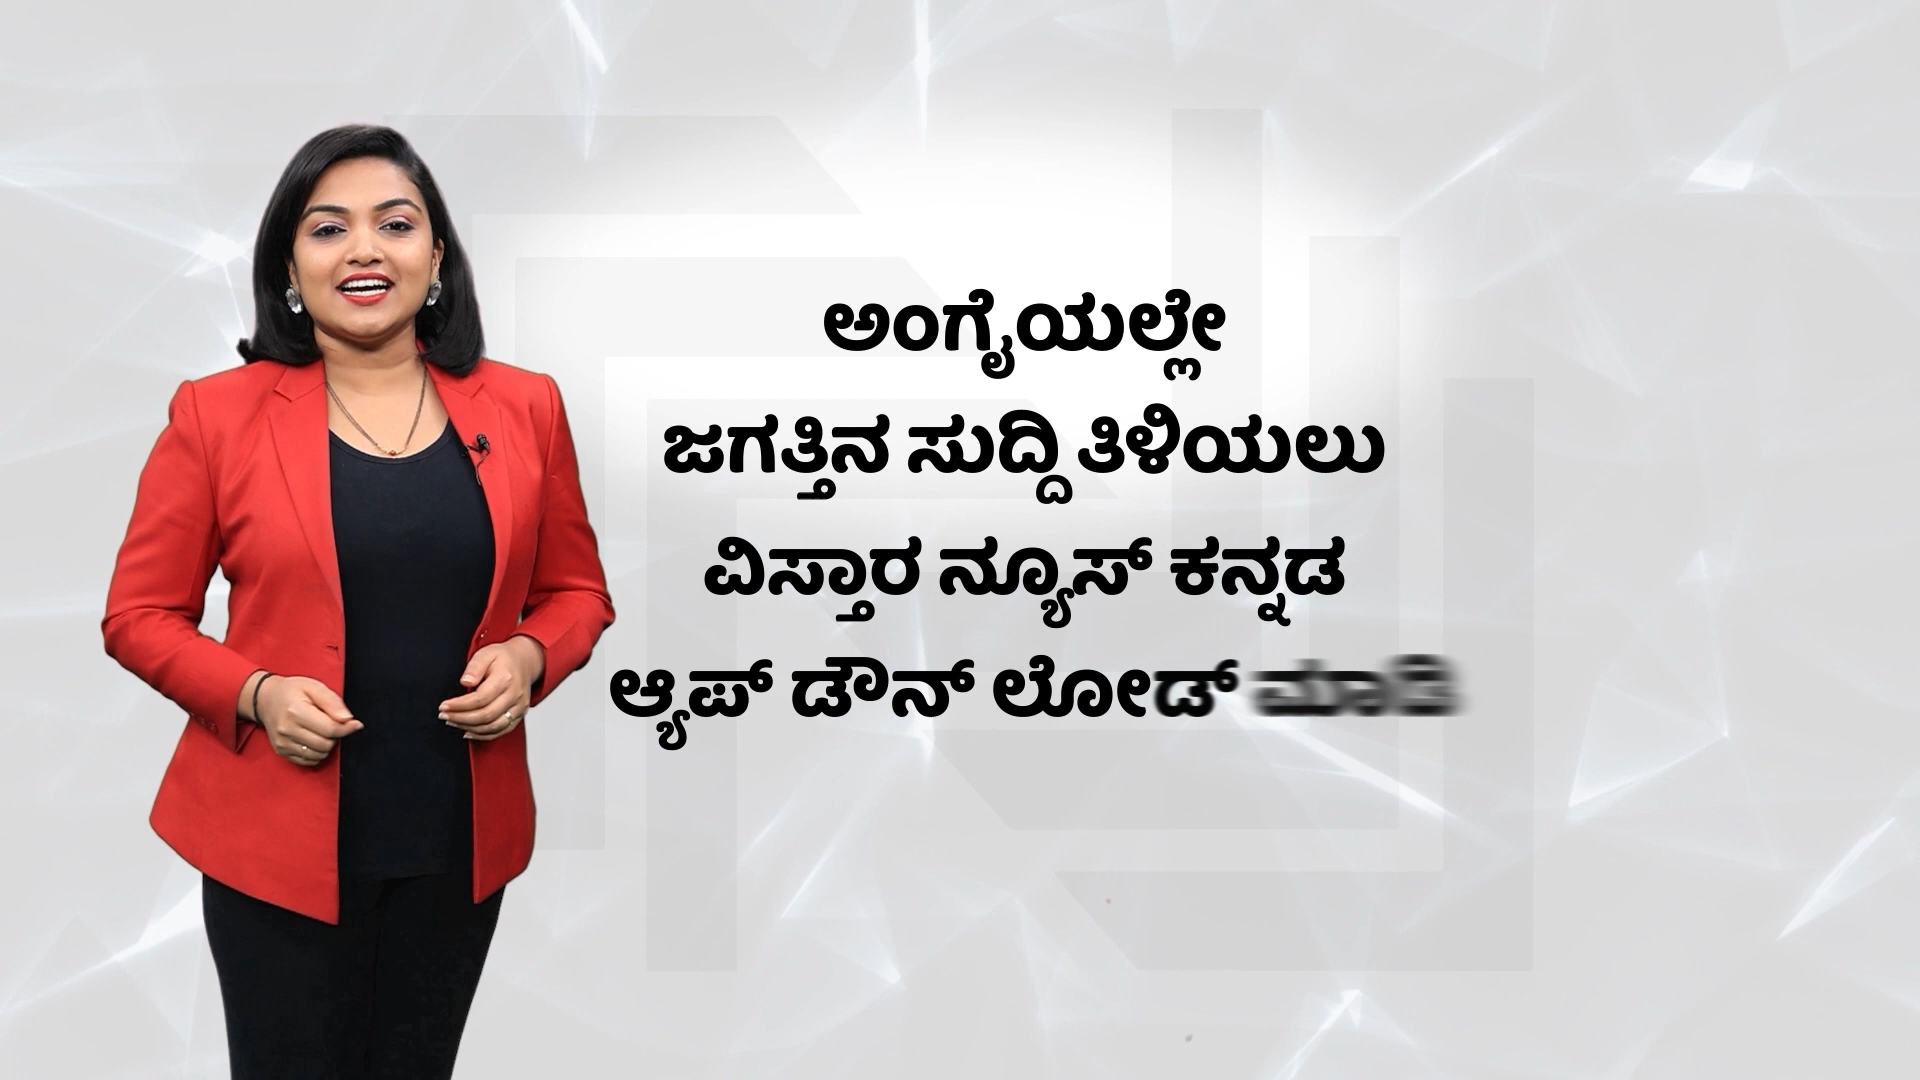 ಅಂಗೈಯಲ್ಲೇ
ಜಗತ್ತಿನ ಸುದ್ದಿ ತಿಳಿಯಲು
ವಿಸ್ತಾರ ನ್ಯೂಸ್ ಕನ್ನಡ
ಆ್ಯಪ್ ಡೌನ್ ಲೋಡ್ ಮಾಡಿ